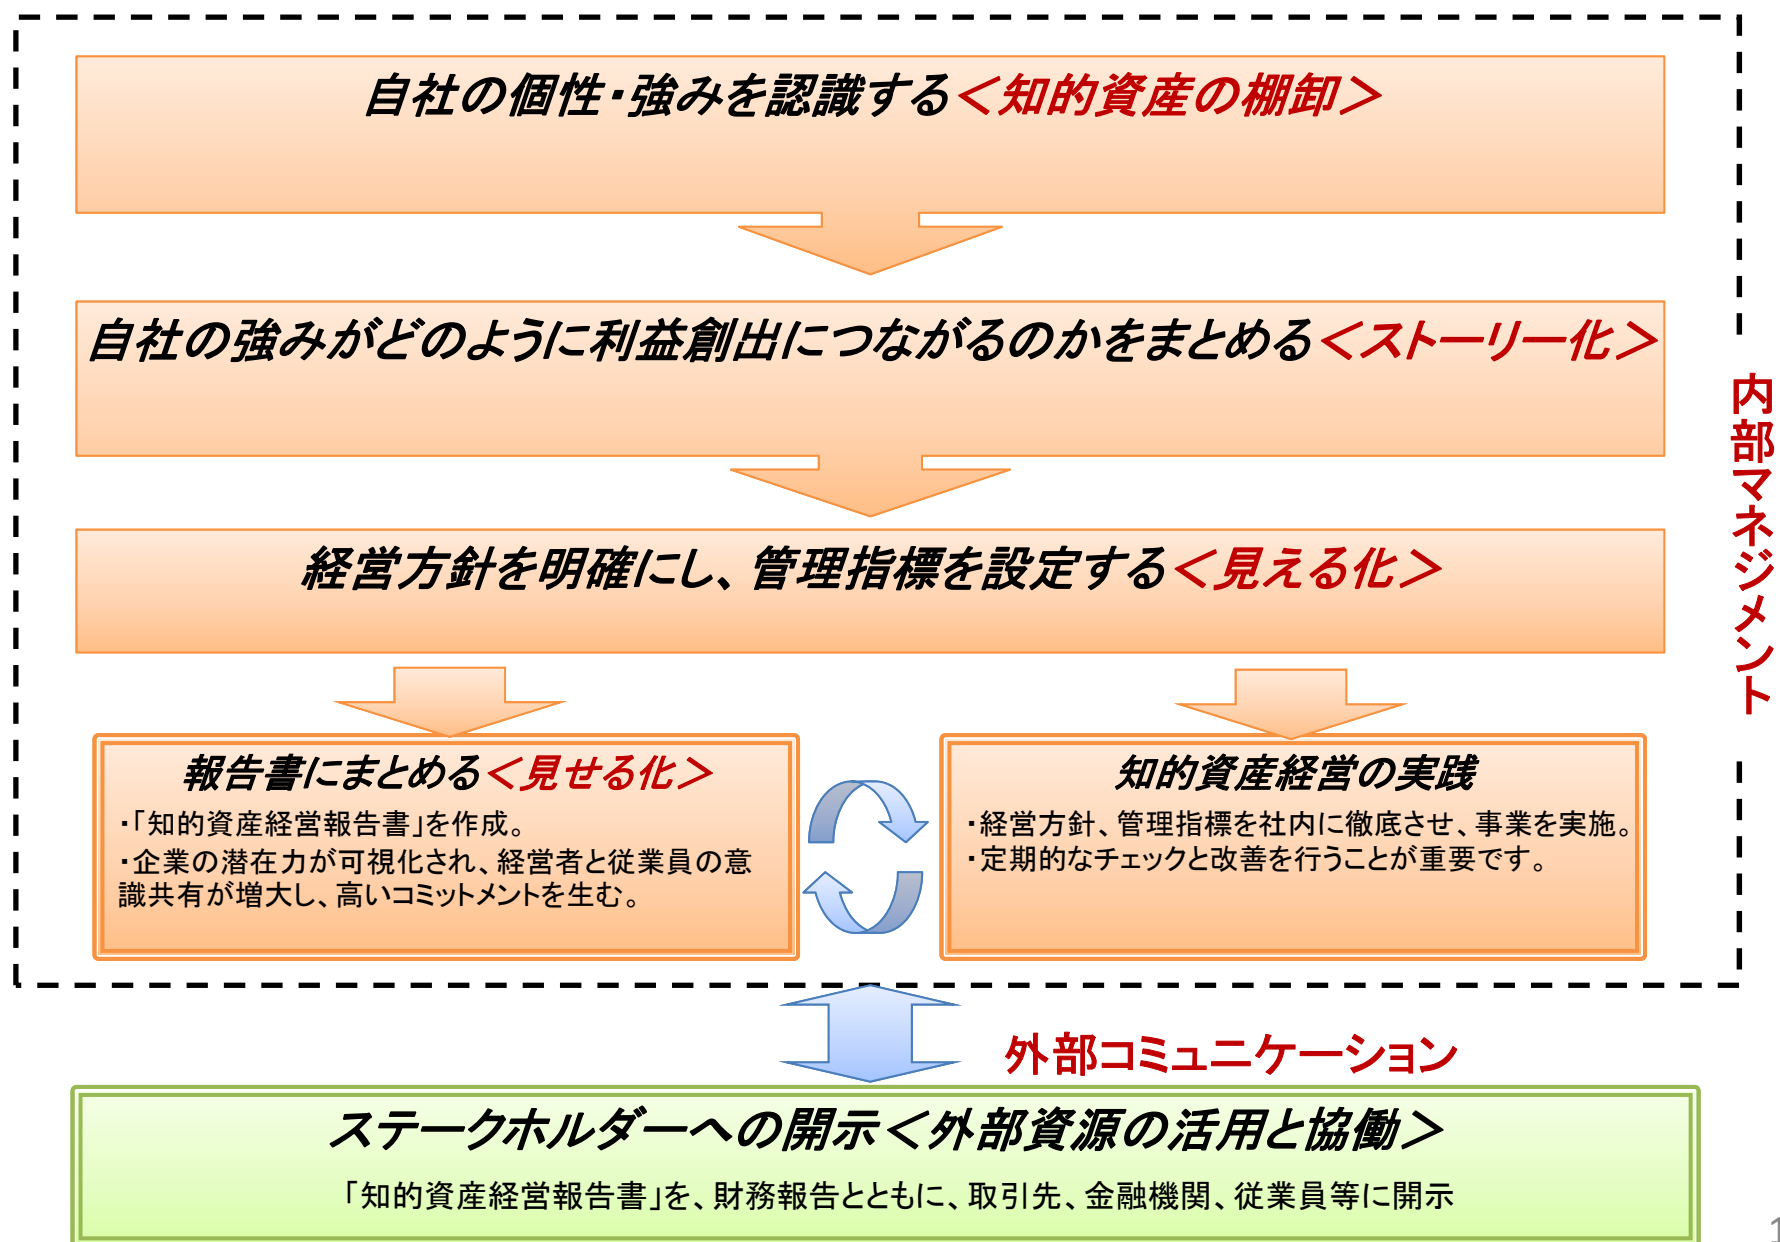 自社の個性・強みを認識する＜知的資産の棚卸＞
自社の強みがどのように利益創出につながるのかをまとめる＜ストーリー化＞
経営方針を明確にし、管理指標を設定する＜見える化＞
内部マネジメント
報告書にまとめる＜見せる化＞
・「知的資産経営報告書」を作成。
・企業の潜在力が可視化され、経営者と従業員の意
識共有が増大し、高いコミットメントを生む。
知的資産経営の実践
・経営方針、管理指標を社内に徹底させ、事業を実施。
・定期的なチェックと改善を行うことが重要です。
外部コミュニケーション
ステークホルダーへの開示＜外部資源の活用と協働＞
「知的資産経営報告書」を、財務報告とともに、取引先、金融機関、従業員等に開示